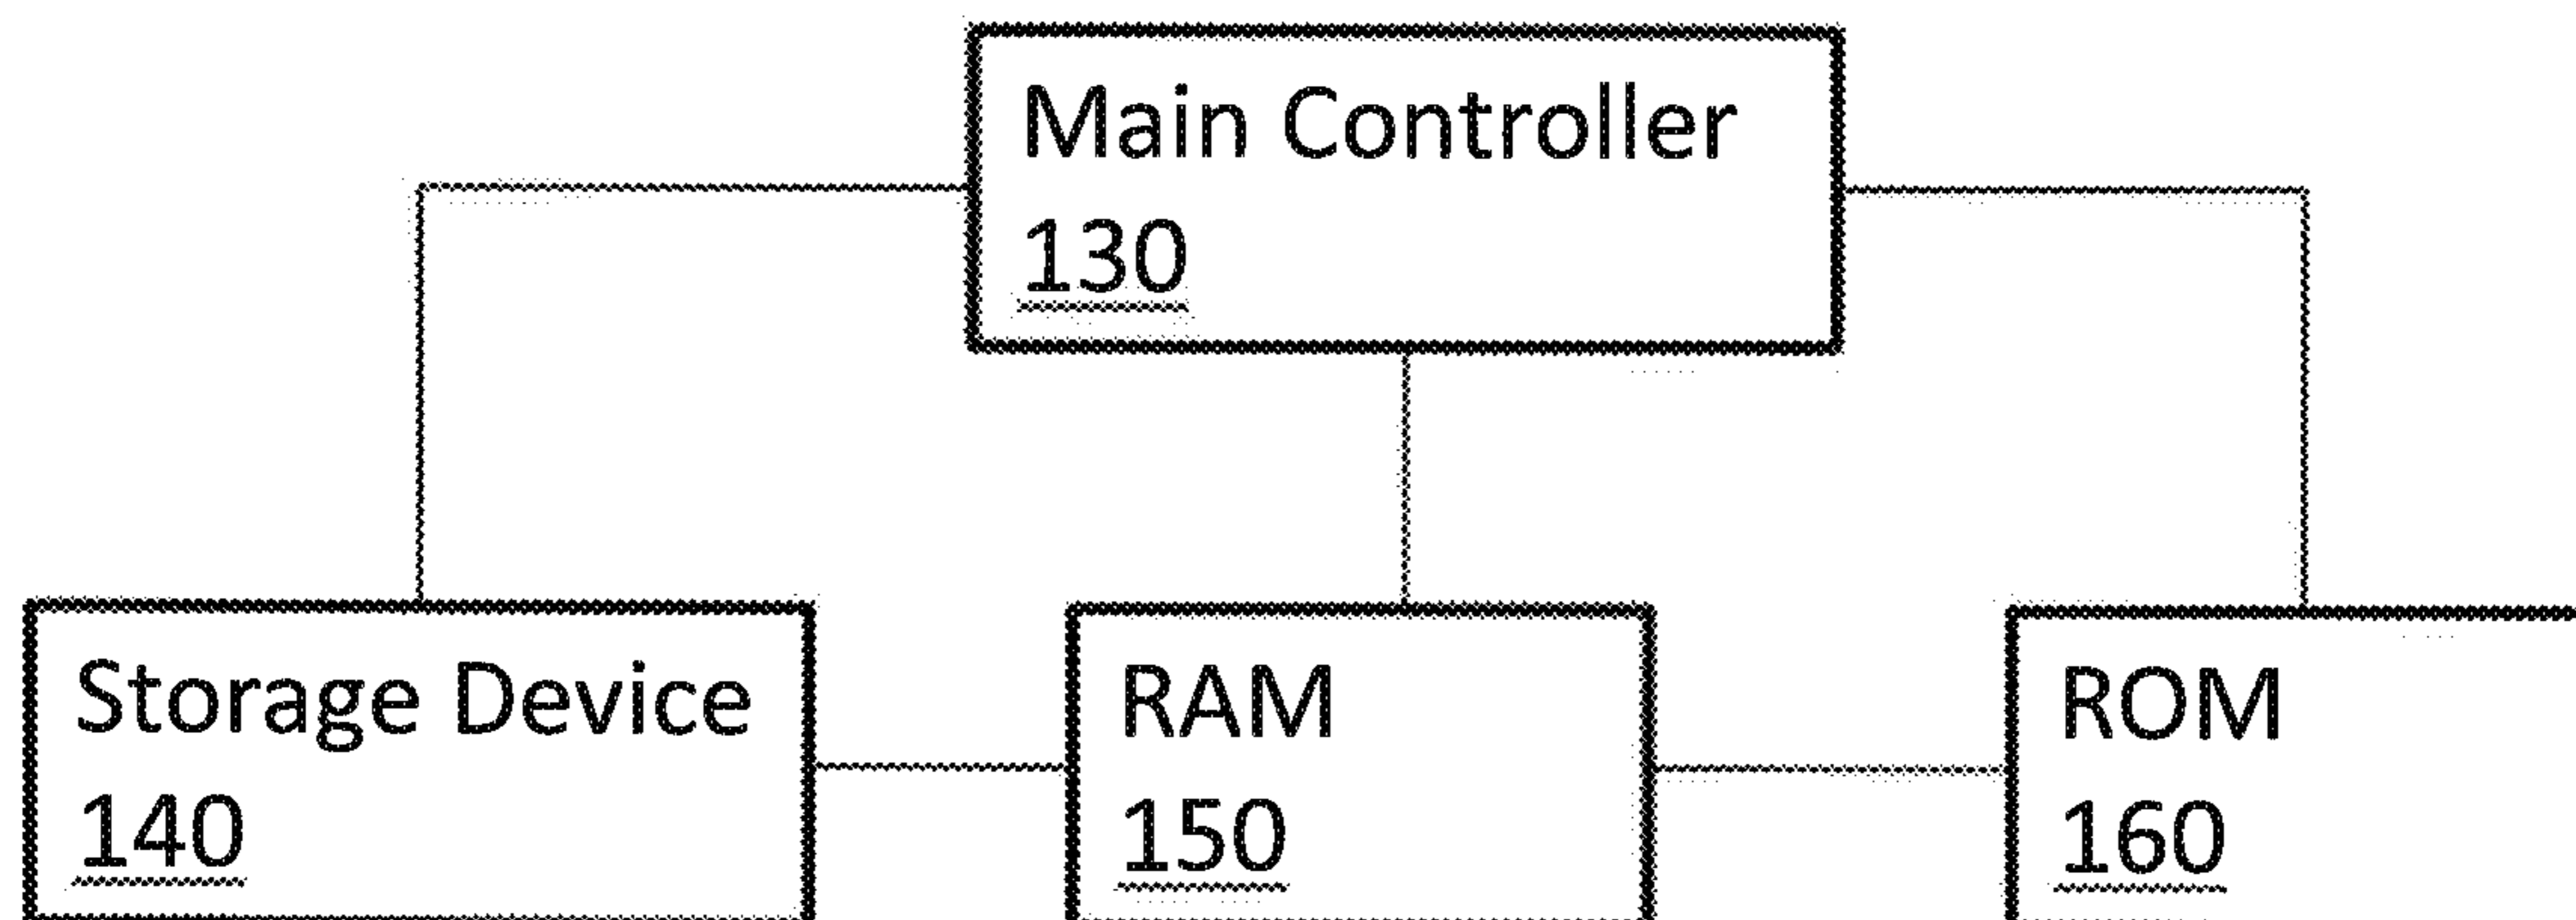 Main Controller
130
Storage Device
140
RAM
150
ROM
160